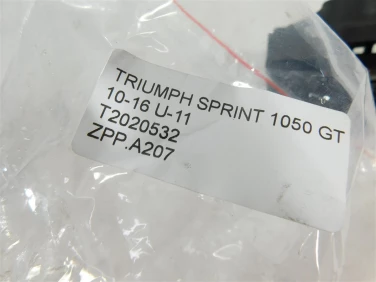 TRIUMPH SPRINT 1050 GT
10-16 U-11
T2020532
ZPP.A207